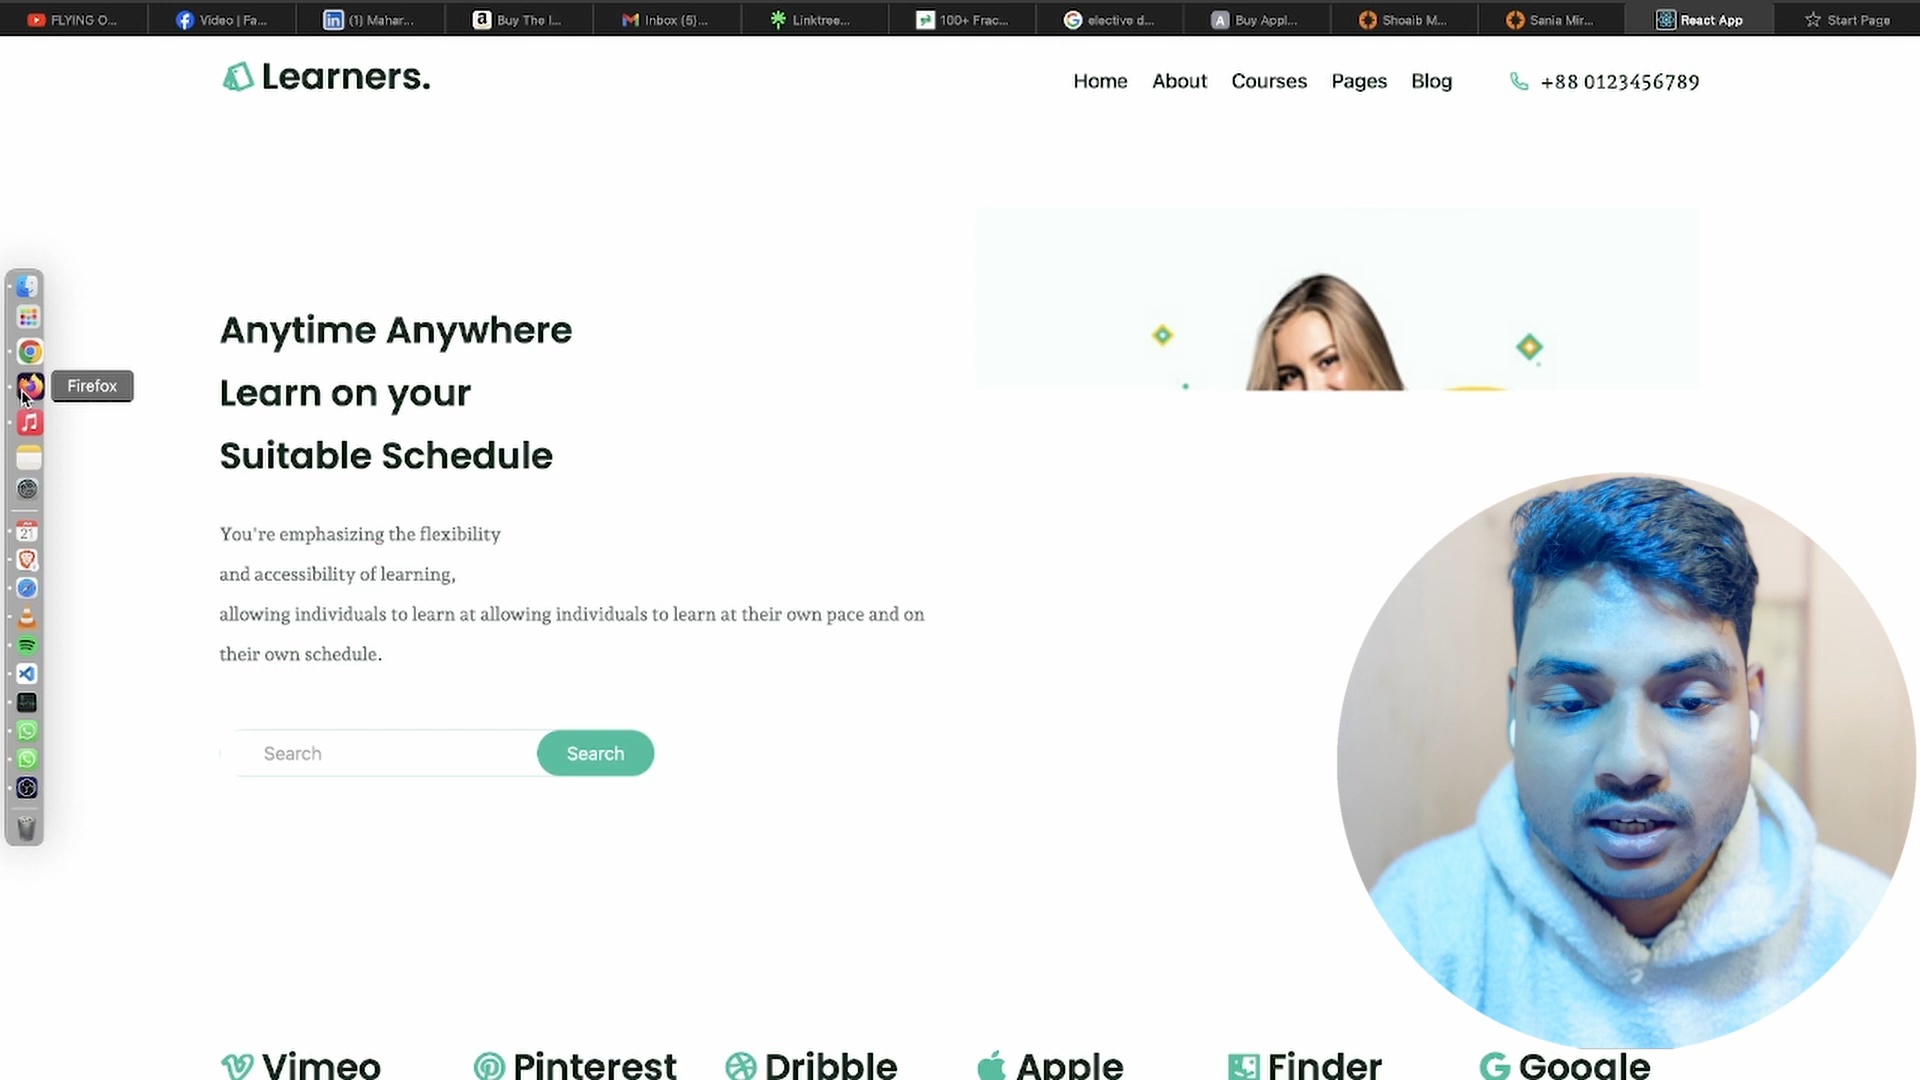 FLYING O...
Video | Fa...
(1) Mahar...
Buy The I...
Inbox (5)...
Linktree...
100+ Frac...
elective d...
Buy Appl...
Shoaib M...
Sania Mir...
React App
Start Page
Learners.
Home About Courses Pages Blog +88 0123456789
Anytime Anywhere
Learn on your
Suitable Schedule
Firefox
You're emphasizing the flexibility
and accessibility of learning,
allowing individuals to learn at allowing individuals to learn at their own pace and on
their own schedule.
21
Search Search
Vimeo Pinterest Dribble Apple Finder Google